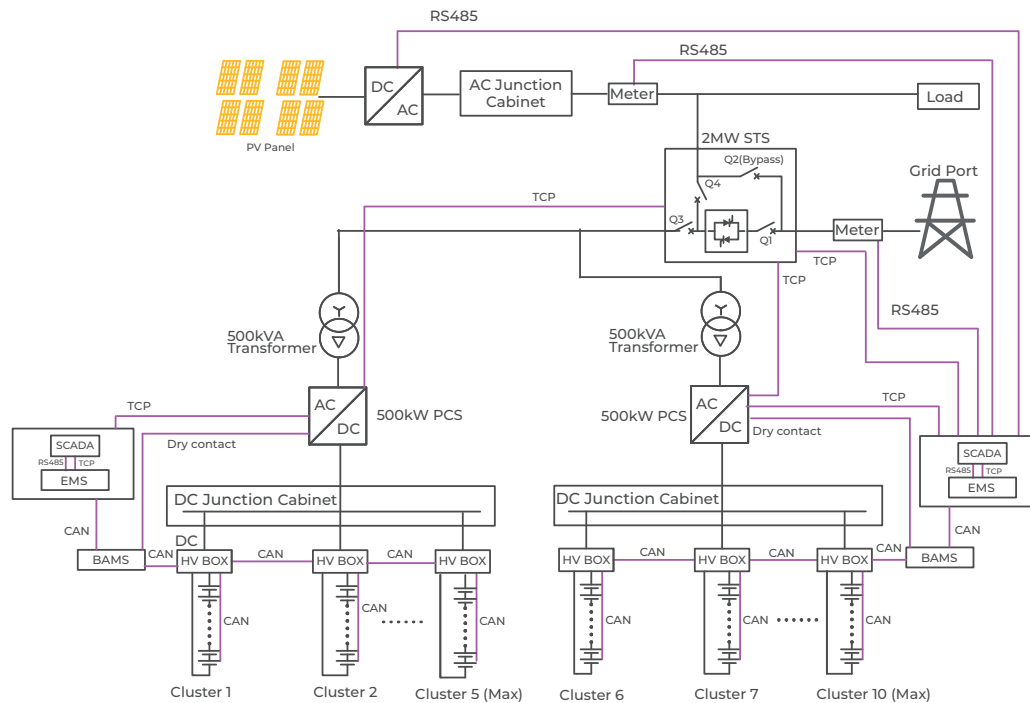 RS485
RS485
DC
AC
AC Junction
Cabinet
Meter
Load
PV Panel
2MW STS
Q2(Bypass)
Q4
Grid Port
TCP
Q3
Q1
Meter
TCP
TCP
RS485
500kVA
Transformer
500kVA
Transformer
TCP
AC
DC
500kW PCS
500kW PCS
AC
DC
TCP
Dry contact
Dry contact
SCADA
RS485
TCP
EMS
SCADA
RS485
TCP
EMS
DC Junction Cabinet
DC Junction Cabinet
CAN
CAN
DC
BAMS
CAN
HV BOX
CAN
HV BOX
CAN
HV BOX
HV BOX
CAN
HV BOX
CAN
HV BOX
CAN
BAMS
CAN
CAN
CAN
CAN
CAN
CAN
Cluster 1
Cluster 2
Cluster 5 (Max)
Cluster 6
Cluster 7
Cluster 10 (Max)